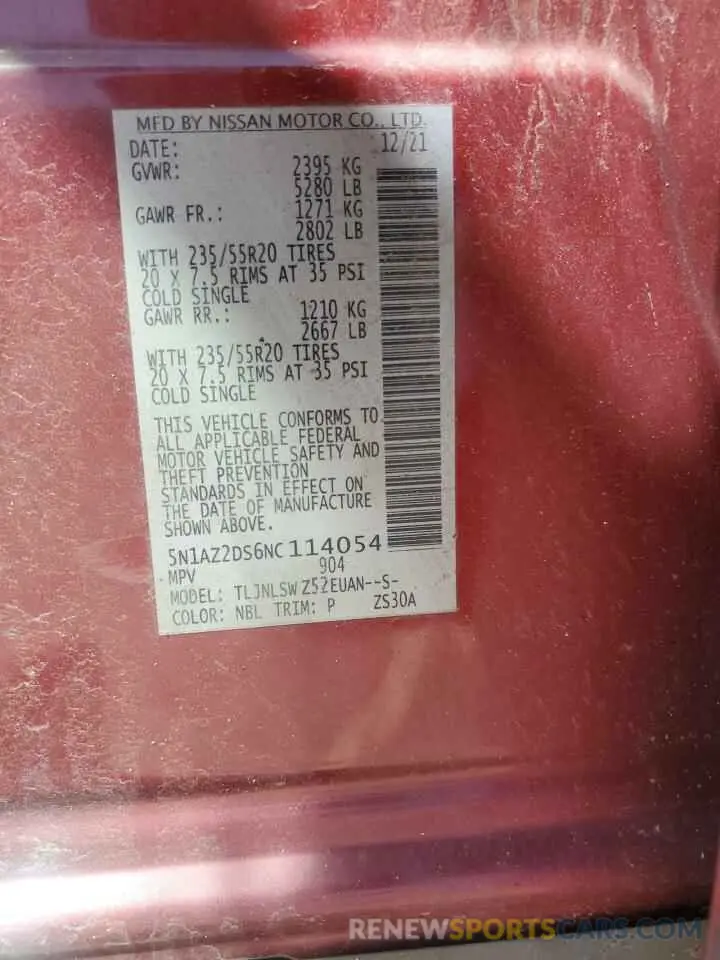 MFD BY NISSAN MOTOR CO., LTD.
DATE: 12/21
GVWR: 2395 KG
5280 LB
GAWR FR.: 1271 KG
2802 LB
WITH 235/55R20 TIRES
20 X 7.5 RIMS AT 35 PSI
COLD SINGLE
GAWR RR.: 1210 KG
2667 LB
WITH 235/55R20 TIRES
20 X 7.5 RIMS AT 35 PSI
COLD SINGLE
THIS VEHICLE CONFORMS TO
ALL APPLICABLE FEDERAL
MOTOR VEHICLE SAFETY AND
THEFT PREVENTION
STANDARDS IN EFFECT ON
THE DATE OF MANUFACTURE
SHOWN ABOVE.
5N1AZ2DS6NC114054
MPV 904
MODEL: TLJNLSW Z52EUAN--S-
COLOR: NBL TRIM: P ZS30A
RENEWSPORTSCARS.COM